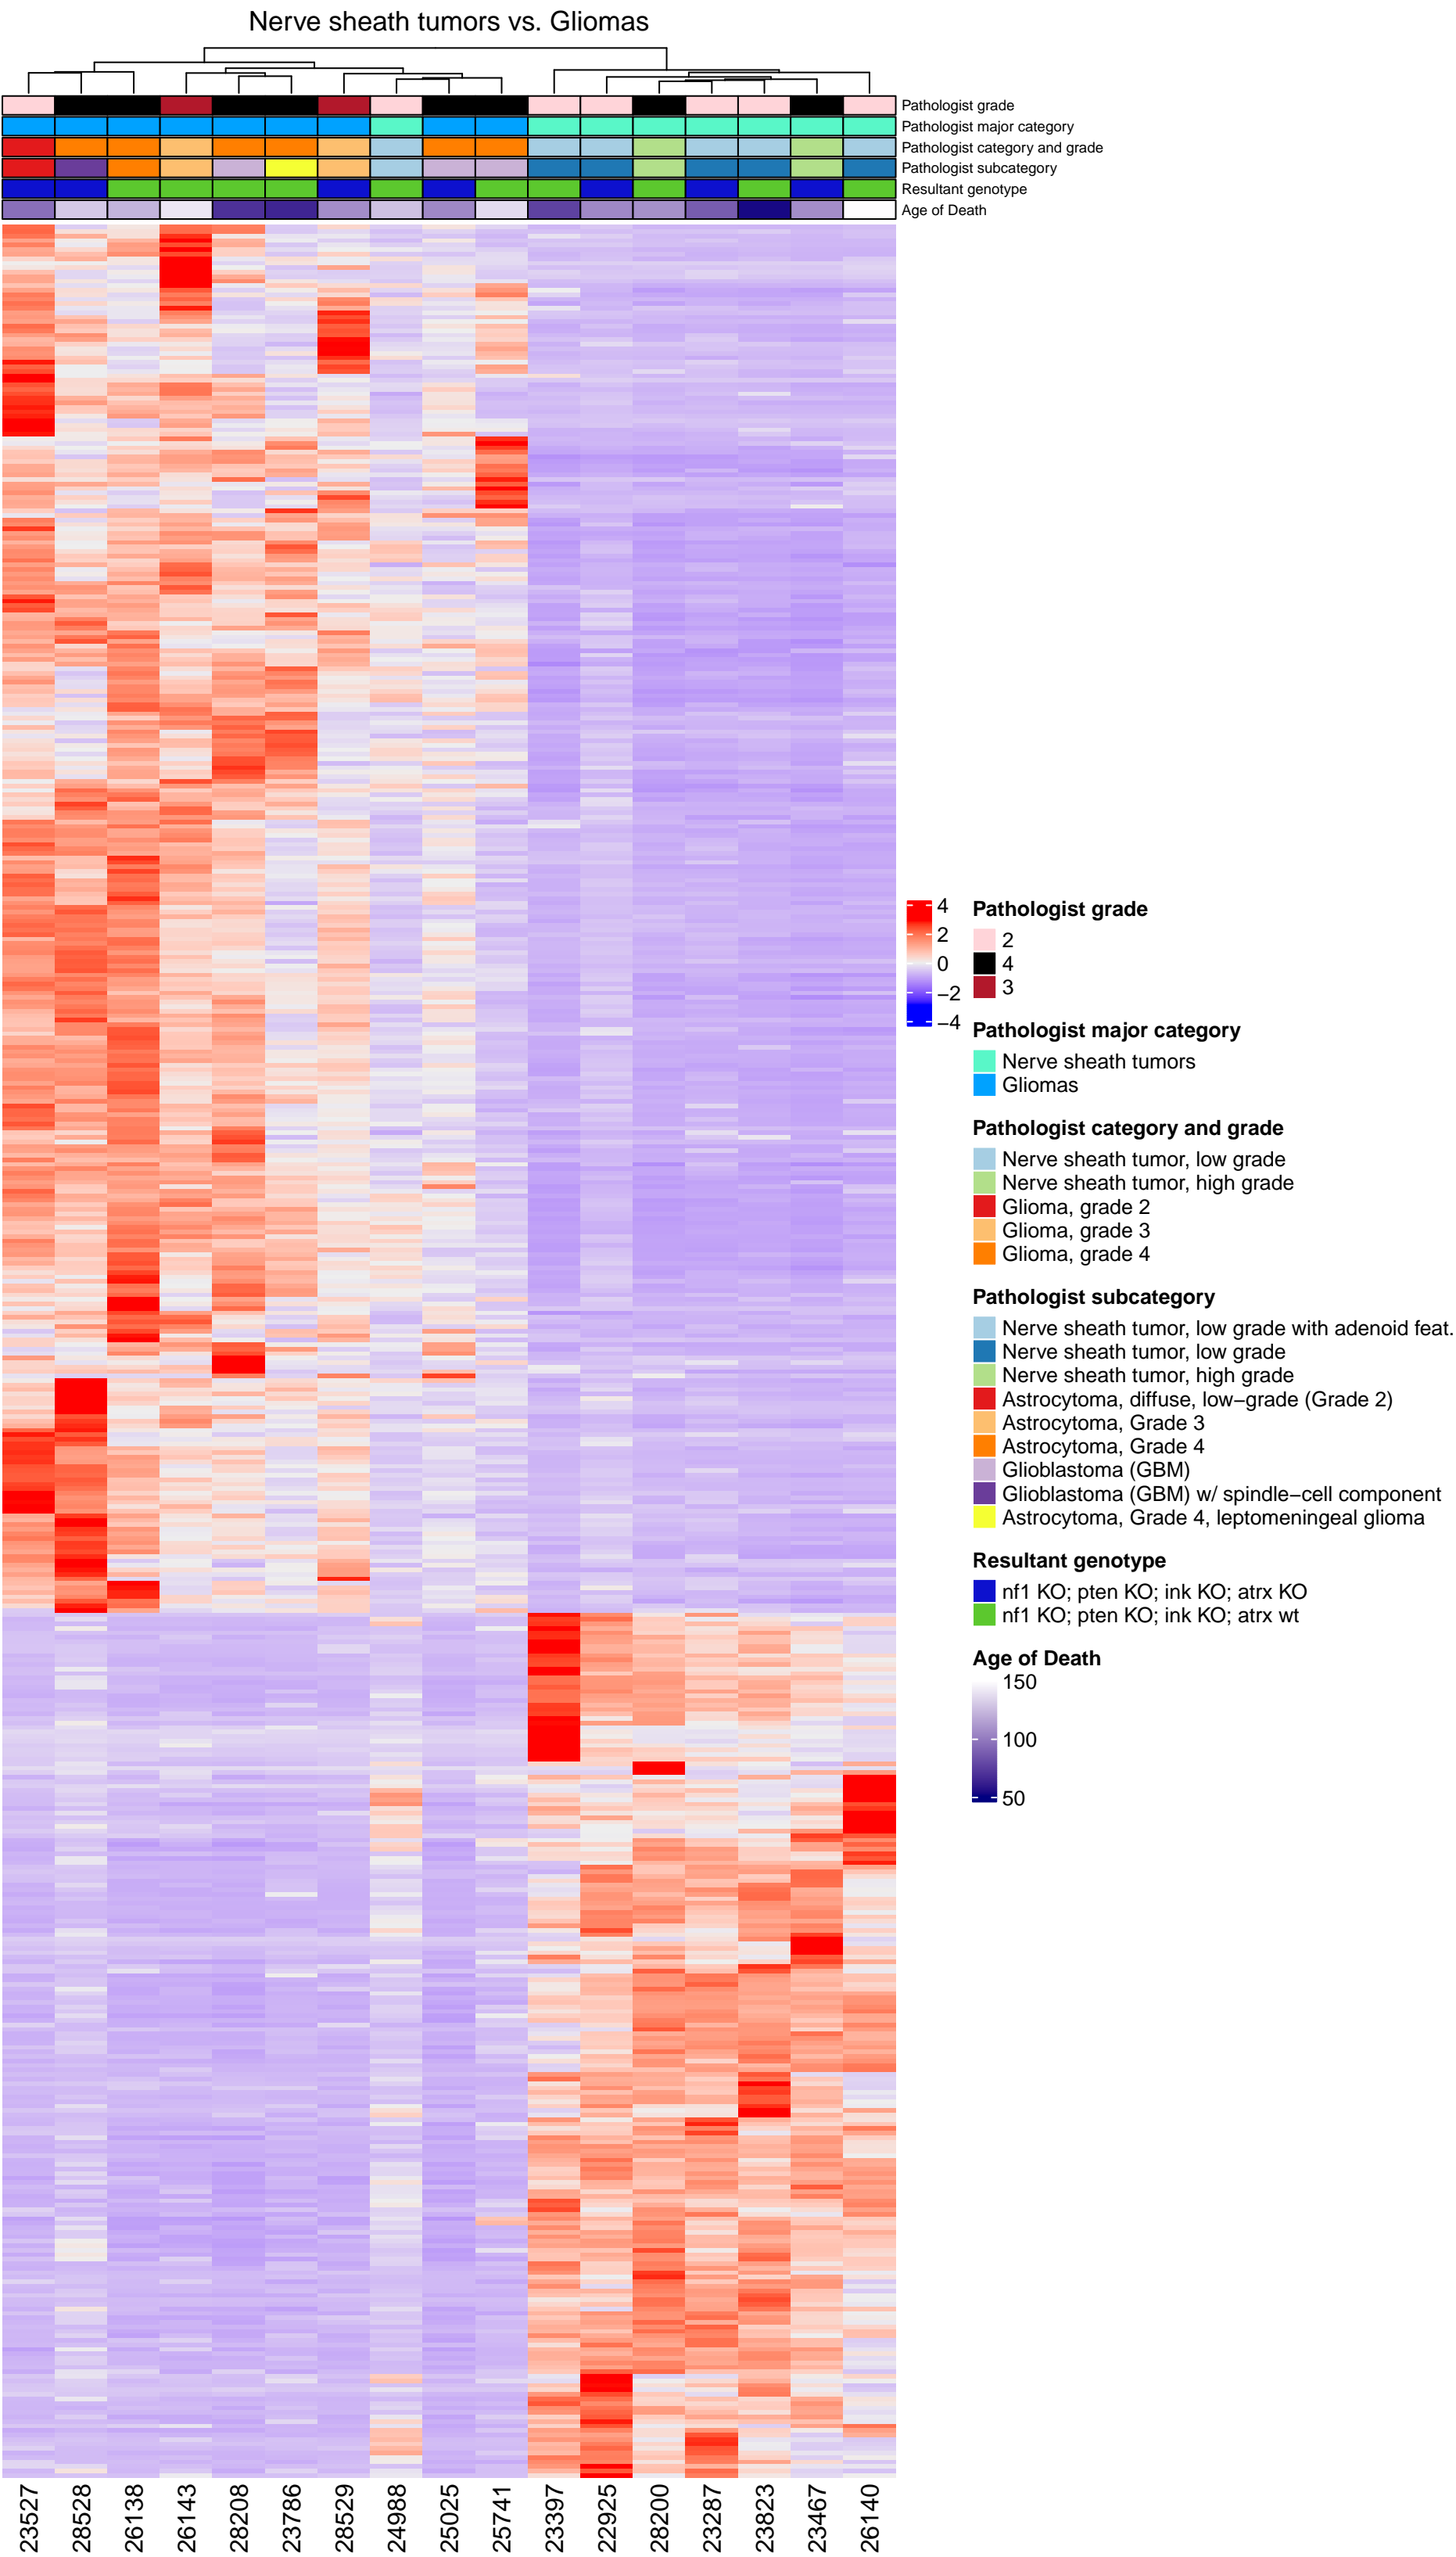 Nerve sheath tumors vs. Gliomas
Pathologist grade
Pathologist major category
Pathologist category and grade
Pathologist subcategory
Resultant genotype
Age of Death
4
2
0
−2
−4
Pathologist grade
2
4
3
Pathologist major category
Nerve sheath tumors
Gliomas
Pathologist category and grade
Nerve sheath tumor, low grade
Nerve sheath tumor, high grade
Glioma, grade 2
Glioma, grade 3
Glioma, grade 4
Pathologist subcategory
Nerve sheath tumor, low grade with adenoid feat.
Nerve sheath tumor, low grade
Nerve sheath tumor, high grade
Astrocytoma, diffuse, low−grade (Grade 2)
Astrocytoma, Grade 3
Astrocytoma, Grade 4
Glioblastoma (GBM)
Glioblastoma (GBM) w/ spindle−cell component
Astrocytoma, Grade 4, leptomeningeal glioma
Resultant genotype
nf1 KO; pten KO; ink KO; atrx KO
nf1 KO; pten KO; ink KO; atrx wt
Age of Death
150
100
50
23527
28528
26138
26143
28208
23786
28529
24988
25025
25741
23397
22925
28200
23287
23823
23467
26140